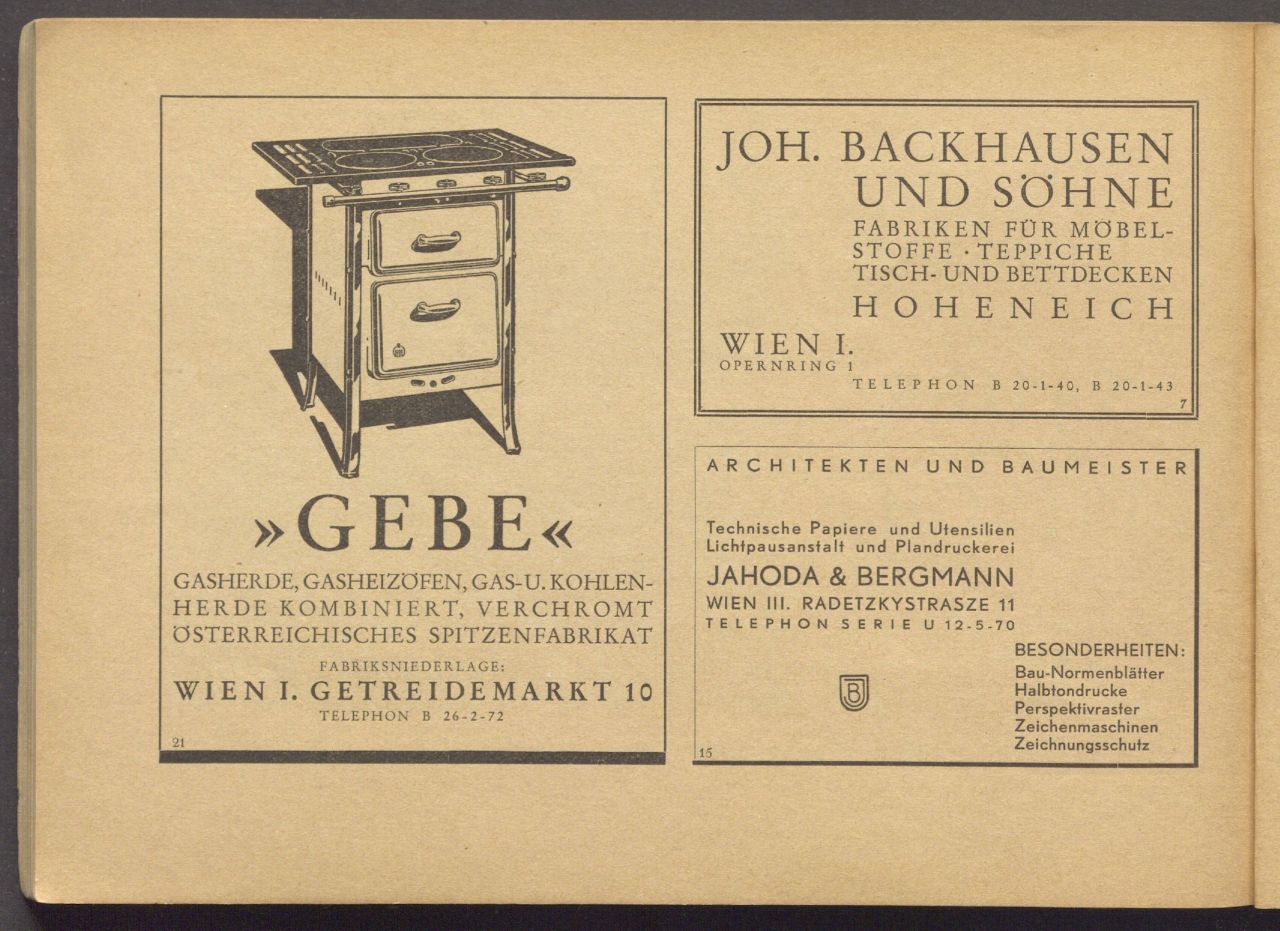 »GEBE«
GASHERDE, GASHEIZÖFEN, GAS- U. KOHLEN-
HERDE KOMBINIERT, VERCHROMT
ÖSTERREICHISCHES SPITZENFABRIKAT
FABRIKSNIEDERLAGE:
WIEN I. GETREIDEMARKT 10
TELEPHON B 26-2-72
21
JOH. BACKHAUSEN
UND SÖHNE
FABRIKEN FÜR MÖBEL-
STOFFE · TEPPICHE
TISCH- UND BETTDECKEN
HOHENEICH
WIEN I.
OPERNRING 1
TELEPHON B 20-1-40, B 20-1-43
7
ARCHITEKTEN UND BAUMEISTER
Technische Papiere und Utensilien
Lichtpausanstalt und Plandruckerei
JAHODA & BERGMANN
WIEN III. RADETZKYSTRASZE 11
TELEPHON SERIE U 12-5-70
BESONDERHEITEN:
Bau-Normenblätter
Halbtondrucke
Perspektivraster
Zeichenmaschinen
Zeichnungsschutz
15